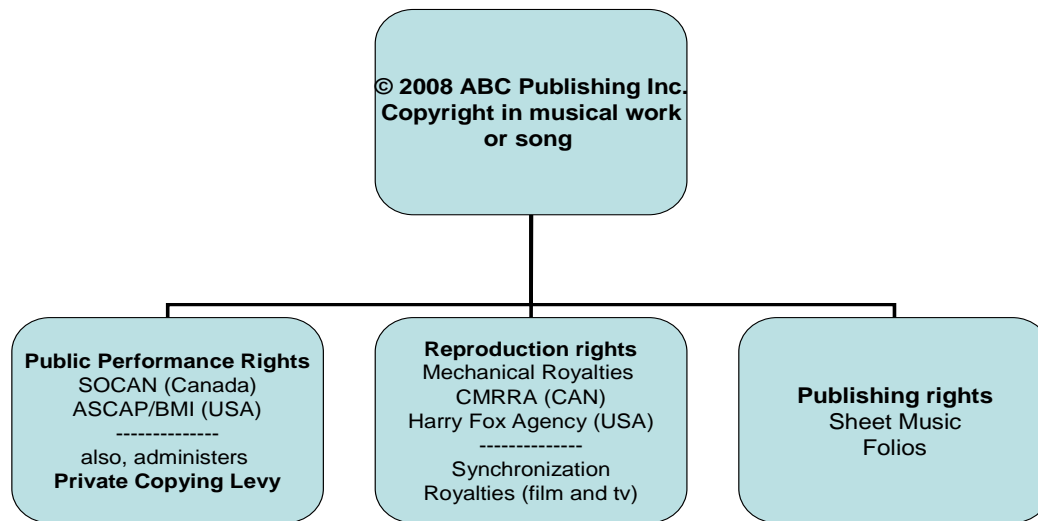 © 2008 ABC Publishing Inc.
Copyright in musical work
or song
Public Performance Rights
SOCAN (Canada)
ASCAP/BMI (USA)
--------------
also, administers
Private Copying Levy
Reproduction rights
Mechanical Royalties
CMRRA (CAN)
Harry Fox Agency (USA)
--------------
Synchronization
Royalties (film and tv)
Publishing rights
Sheet Music
Folios